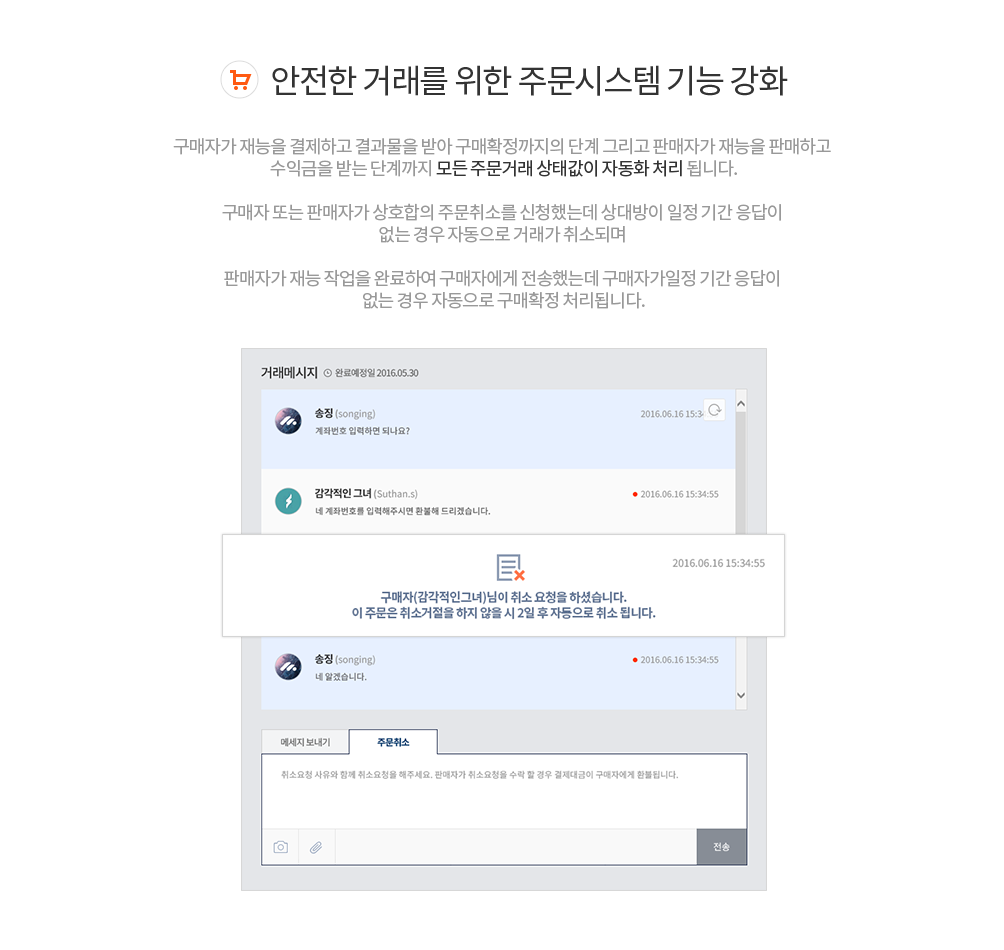 안전한 거래를 위한 주문시스템 기능 강화
구매자가 재능을 결제하고 결과물을 받아 구매확정까지의 단계 그리고 판매자가 재능을 판매하고
수익금을 받는 단계까지 모든 주문거래 상태값이 자동화 처리 됩니다.
구매자 또는 판매자가 상호합의 주문취소를 신청했는데 상대방이 일정 기간 응답이
없는 경우 자동으로 거래가 취소되며
판매자가 재능 작업을 완료하여 구매자에게 전송했는데 구매자가일정 기간 응답이
없는 경우 자동으로 구매확정 처리됩니다.
거래메시지 완료예정일 2016.05.30
송징 (songing) 2016.06.16 15:34
계좌번호 입력하면 되나요?
감각적인 그녀 (Suthan.s) 2016.06.16 15:34:55
네 계좌번호를 입력해주시면 환불해 드리겠습니다.
2016.06.16 15:34:55
구매자(감각적인그녀)님이 취소 요청을 하셨습니다.
이 주문은 취소거절을 하지 않을 시 2일 후 자동으로 취소 됩니다.
송징 (songing) 2016.06.16 15:34:55
네 알겠습니다.
메세지 보내기 주문취소
취소요청 사유와 함께 취소요청을 해주세요. 판매자가 취소요청을 수락 할 경우 결제대금이 구매자에게 환불됩니다.
전송